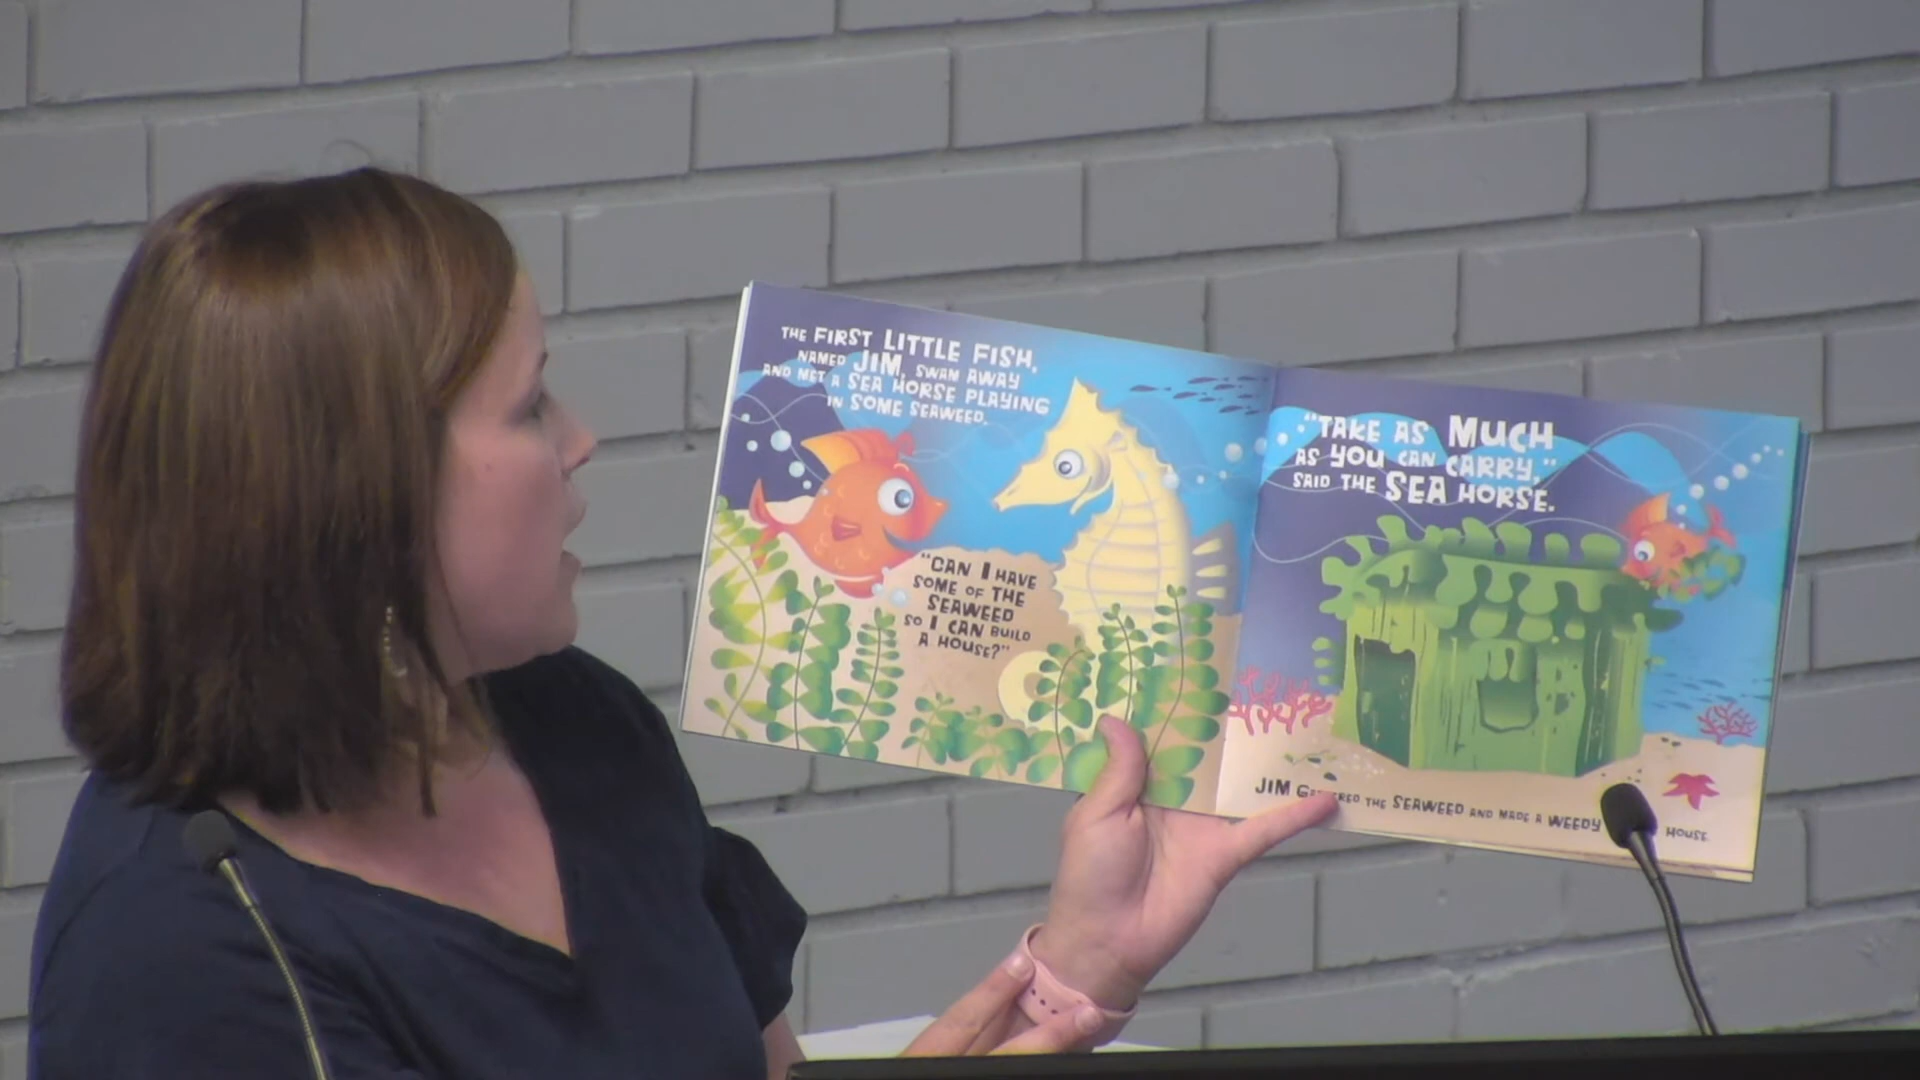 THE FIRST LITTLE FISH,
NAMED JIM, SWAM AWAY
AND MET A SEA HORSE PLAYING
IN SOME SEAWEED.
"CAN I HAVE
SOME OF THE
SEAWEED
SO I CAN BUILD
A HOUSE?"
"TAKE AS MUCH
AS YOU CAN CARRY,"
SAID THE SEA HORSE.
JIM GATHERED THE SEAWEED AND MADE A WEEDY HOUSE.